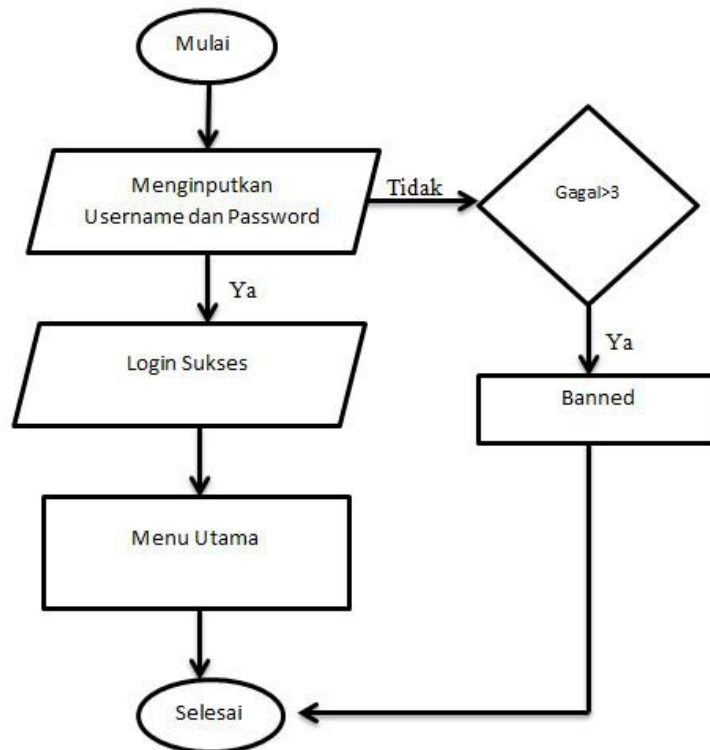 Mulai
Menginputkan
Username dan Password
Tidak
Gagal>3
Ya
Ya
Login Sukses
Banned
Menu Utama
Selesai